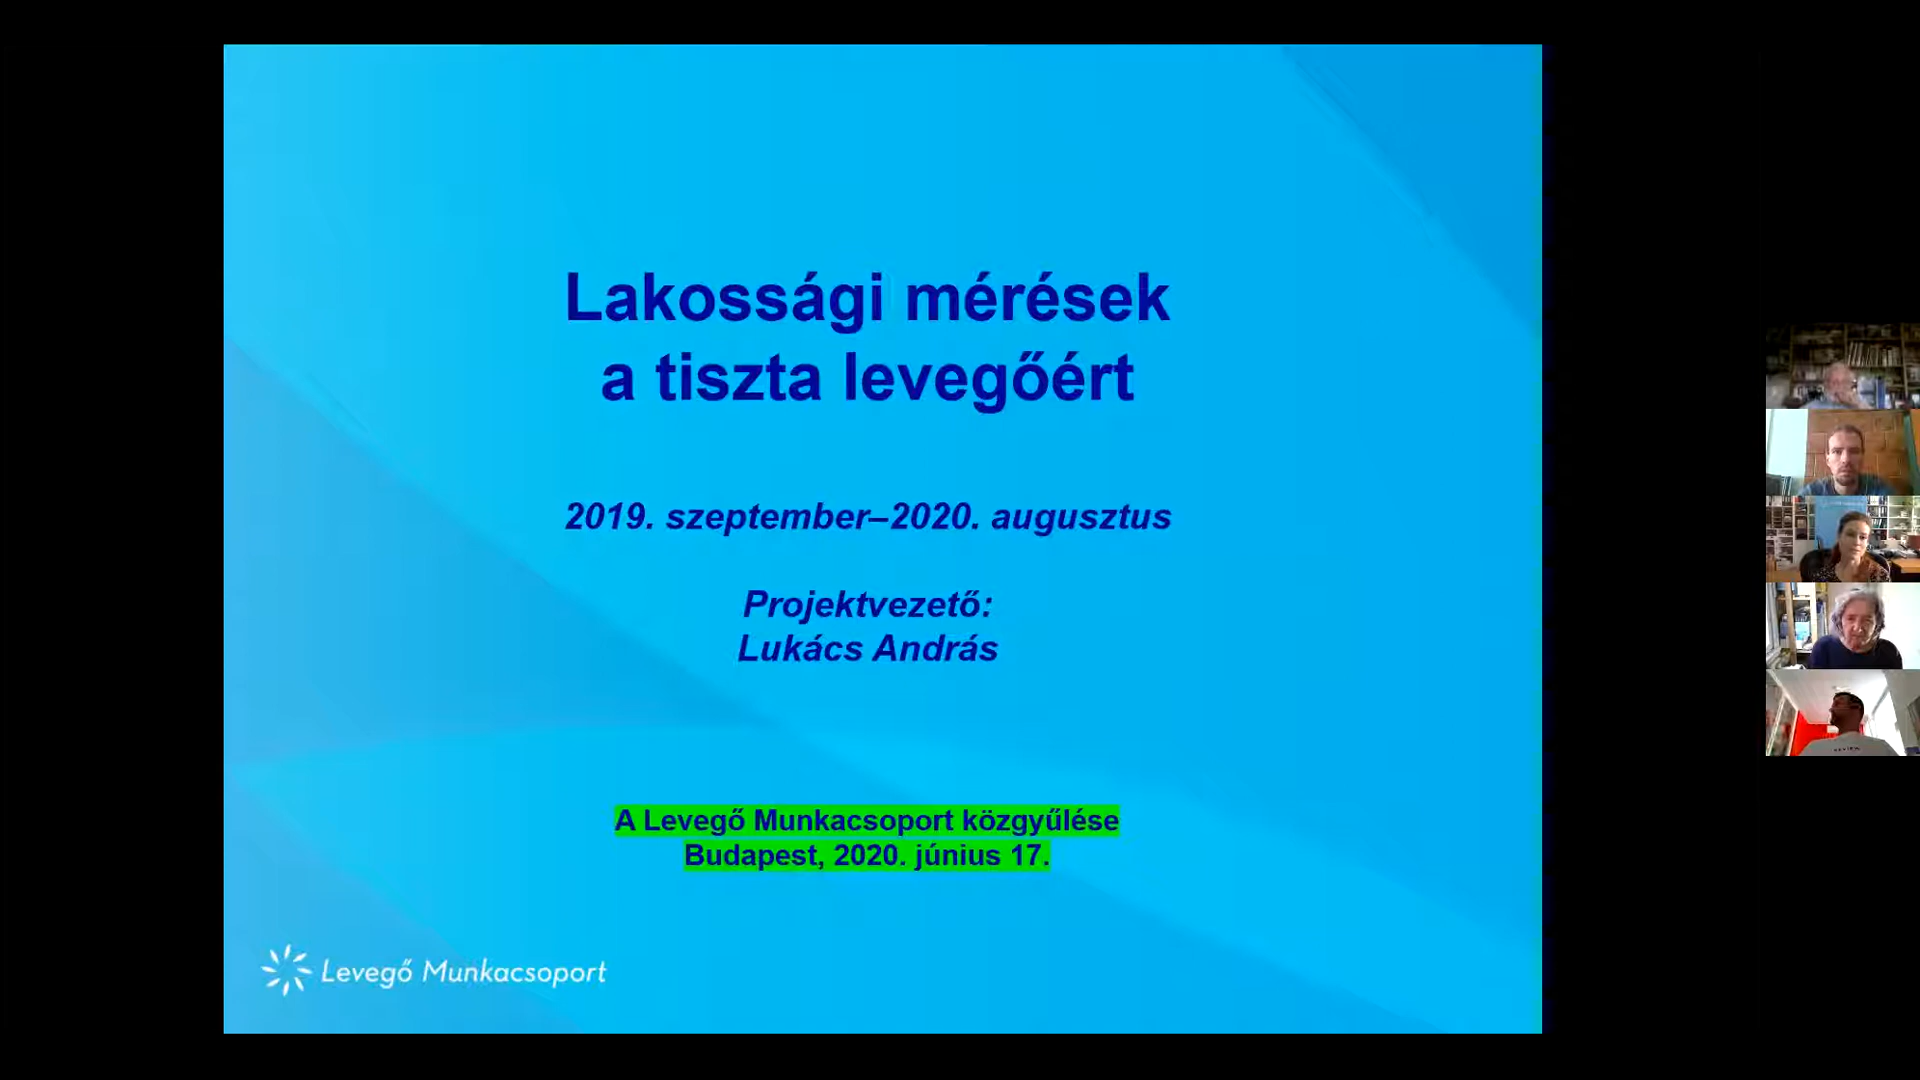 Lakossági mérések
a tiszta levegőért
2019. szeptember–2020. augusztus
Projektvezető:
Lukács András
A Levegő Munkacsoport közgyűlése
Budapest, 2020. június 17.
Levegő Munkacsoport